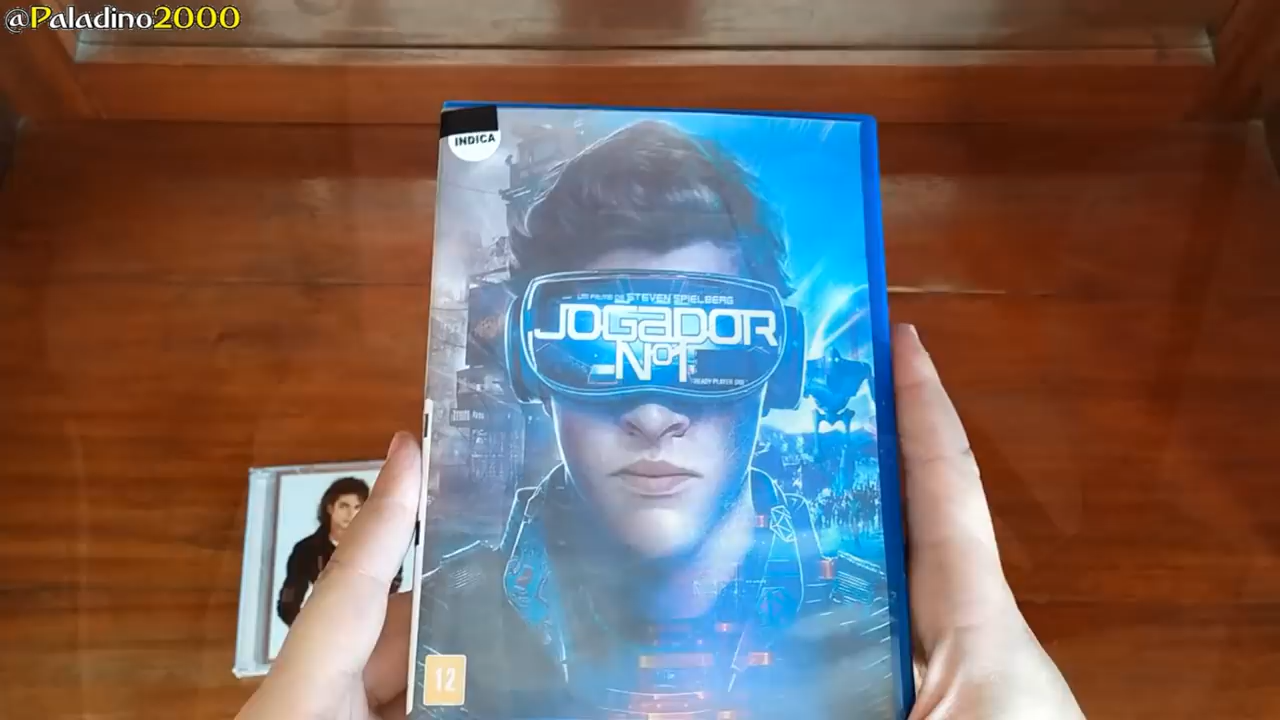 @Paladino2000
INDICA
UM FILME DE STEVEN SPIELBERG
JOGADOR
Nº1
"READY PLAYER ONE"
12